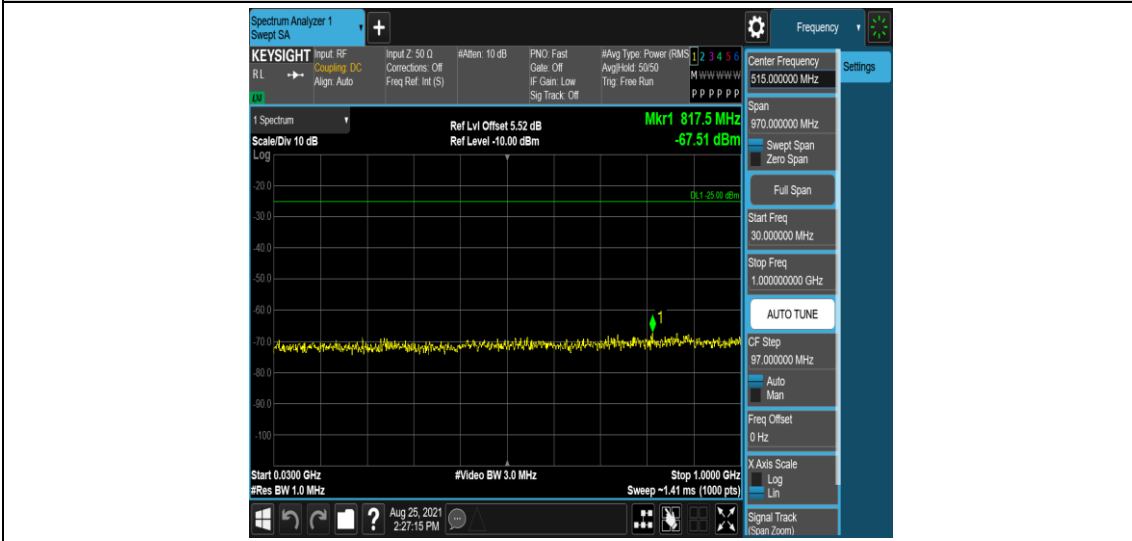 Spectrum Analyzer 1
Swept SA
+
Frequency
KEYSIGHT
RL
LM
Input: RF
Coupling: DC
Align: Auto
Input Z: 50 Ω
Corrections: Off
Freq Ref: Int (S)
#Atten: 10 dB
PNO: Fast
Gate: Off
IF Gain: Low
Sig Track: Off
#Avg Type: Power (RMS
Avg|Hold: 50/50
Trig: Free Run
1 2 3 4 5 6
M W W W W W
P P P P P P
1 Spectrum
Scale/Div 10 dB
Log
Ref Lvl Offset 5.52 dB
Ref Level -10.00 dBm
Mkr1 817.5 MHz
-67.51 dBm
-20.0
DL1 -25.00 dBm
-30.0
-40.0
-50.0
-60.0
1
-70.0
-80.0
-90.0
-100
Start 0.0300 GHz
#Res BW 1.0 MHz
#Video BW 3.0 MHz
Stop 1.0000 GHz
Sweep ~1.41 ms (1000 pts)
?
Aug 25, 2021
2:27:15 PM
Center Frequency
515.000000 MHz
Span
970.000000 MHz
Swept Span
Zero Span
Full Span
Start Freq
30.000000 MHz
Stop Freq
1.000000000 GHz
AUTO TUNE
CF Step
97.000000 MHz
Auto
Man
Freq Offset
0 Hz
X Axis Scale
Log
Lin
Signal Track
(Span Zoom)
Settings